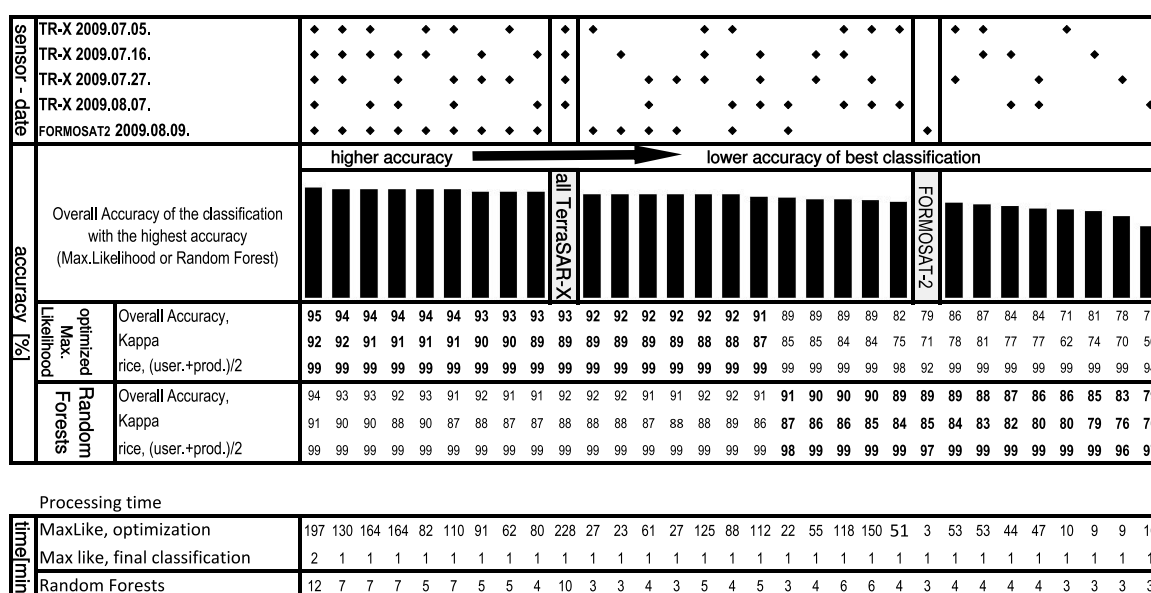 sensor - date
TR-X 2009.07.05.
TR-X 2009.07.16.
TR-X 2009.07.27.
TR-X 2009.08.07.
FORMOSAT2 2009.08.09.
higher accuracy lower accuracy of best classification
accuracy [%]
Overall Accuracy of the classification
with the highest accuracy
(Max.Likelihood or Random Forest)
all TerraSAR-X
FORMOSAT-2
optimized
Max.
Likelihood
Overall Accuracy, 95 94 94 94 94 94 93 93 93 93 92 92 92 92 92 92 91 89 89 89 89 82 79 86 87 84 84 71 81 78
Kappa 92 92 91 91 91 91 90 90 89 89 89 89 89 89 88 88 87 85 85 84 84 75 71 78 81 77 77 62 74 70
rice, (user.+prod.)/2 99 99 99 99 99 99 99 99 99 99 99 99 99 99 99 99 99 99 99 99 99 98 92 99 99 99 99 99 99 99
Random
Forests
Overall Accuracy, 94 93 93 92 93 91 92 91 91 92 92 92 91 91 92 92 91 91 90 90 90 89 89 89 88 87 86 86 85 83
Kappa 91 90 90 88 90 87 88 87 87 88 88 88 87 88 88 89 86 87 86 86 85 84 85 84 83 82 80 80 79 76
rice, (user.+prod.)/2 99 99 99 99 99 99 99 99 99 99 99 99 99 99 99 99 99 98 99 99 99 99 97 99 99 99 99 99 99 96
Processing time
time[min
MaxLike, optimization 197 130 164 164 82 110 91 62 80 228 27 23 61 27 125 88 112 22 55 118 150 51 3 53 53 44 47 10 9 9
Max like, final classification 2 1 1 1 1 1 1 1 1 1 1 1 1 1 1 1 1 1 1 1 1 1 1 1 1 1 1 1 1 1
Random Forests 12 7 7 7 5 7 5 5 4 10 3 3 4 3 5 4 5 3 4 6 6 4 3 4 4 4 4 3 3 3